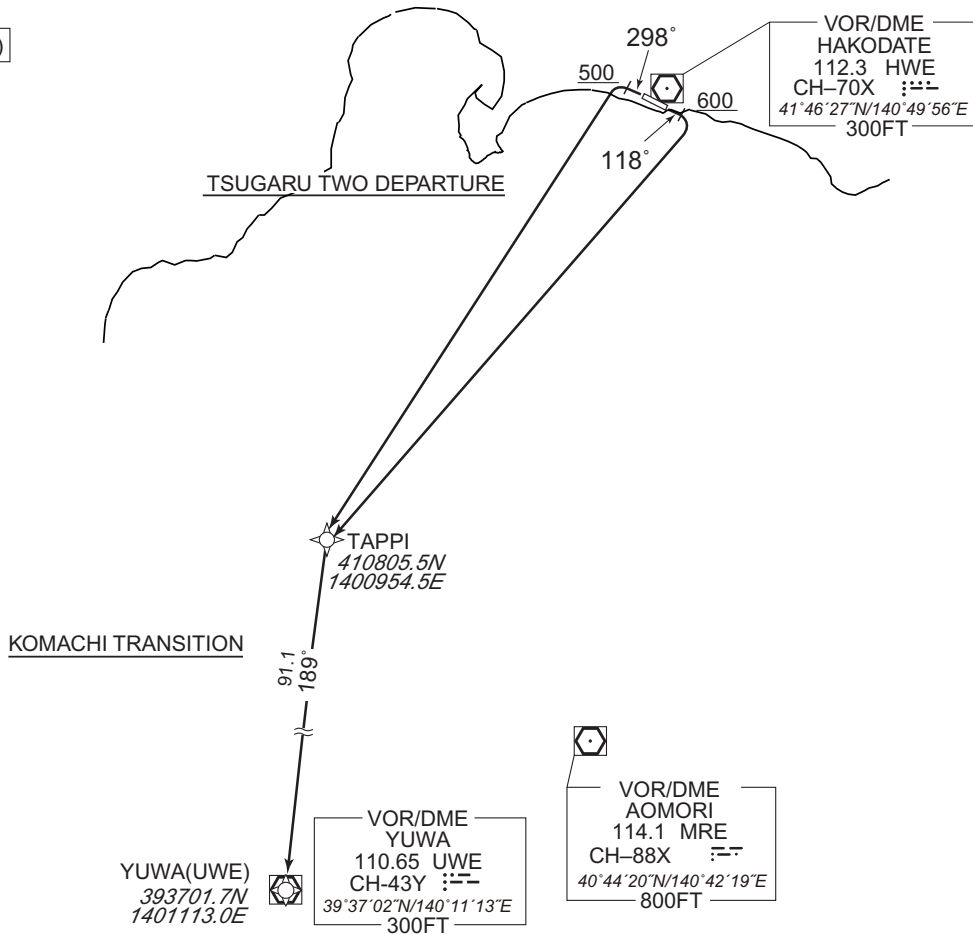 )
298°
500
600
118°
VOR/DME
HAKODATE
112.3 HWE
CH–70X
41°46´27˝N/140°49´56˝E
300FT
TSUGARU TWO DEPARTURE
TAPPI
410805.5N
1400954.5E
KOMACHI TRANSITION
91.1
189°
YUWA(UWE)
393701.7N
1401113.0E
VOR/DME
YUWA
110.65 UWE
CH-43Y
39°37´02˝N/140°11´13˝E
300FT
VOR/DME
AOMORI
114.1 MRE
CH–88X
40°44´20˝N/140°42´19˝E
800FT